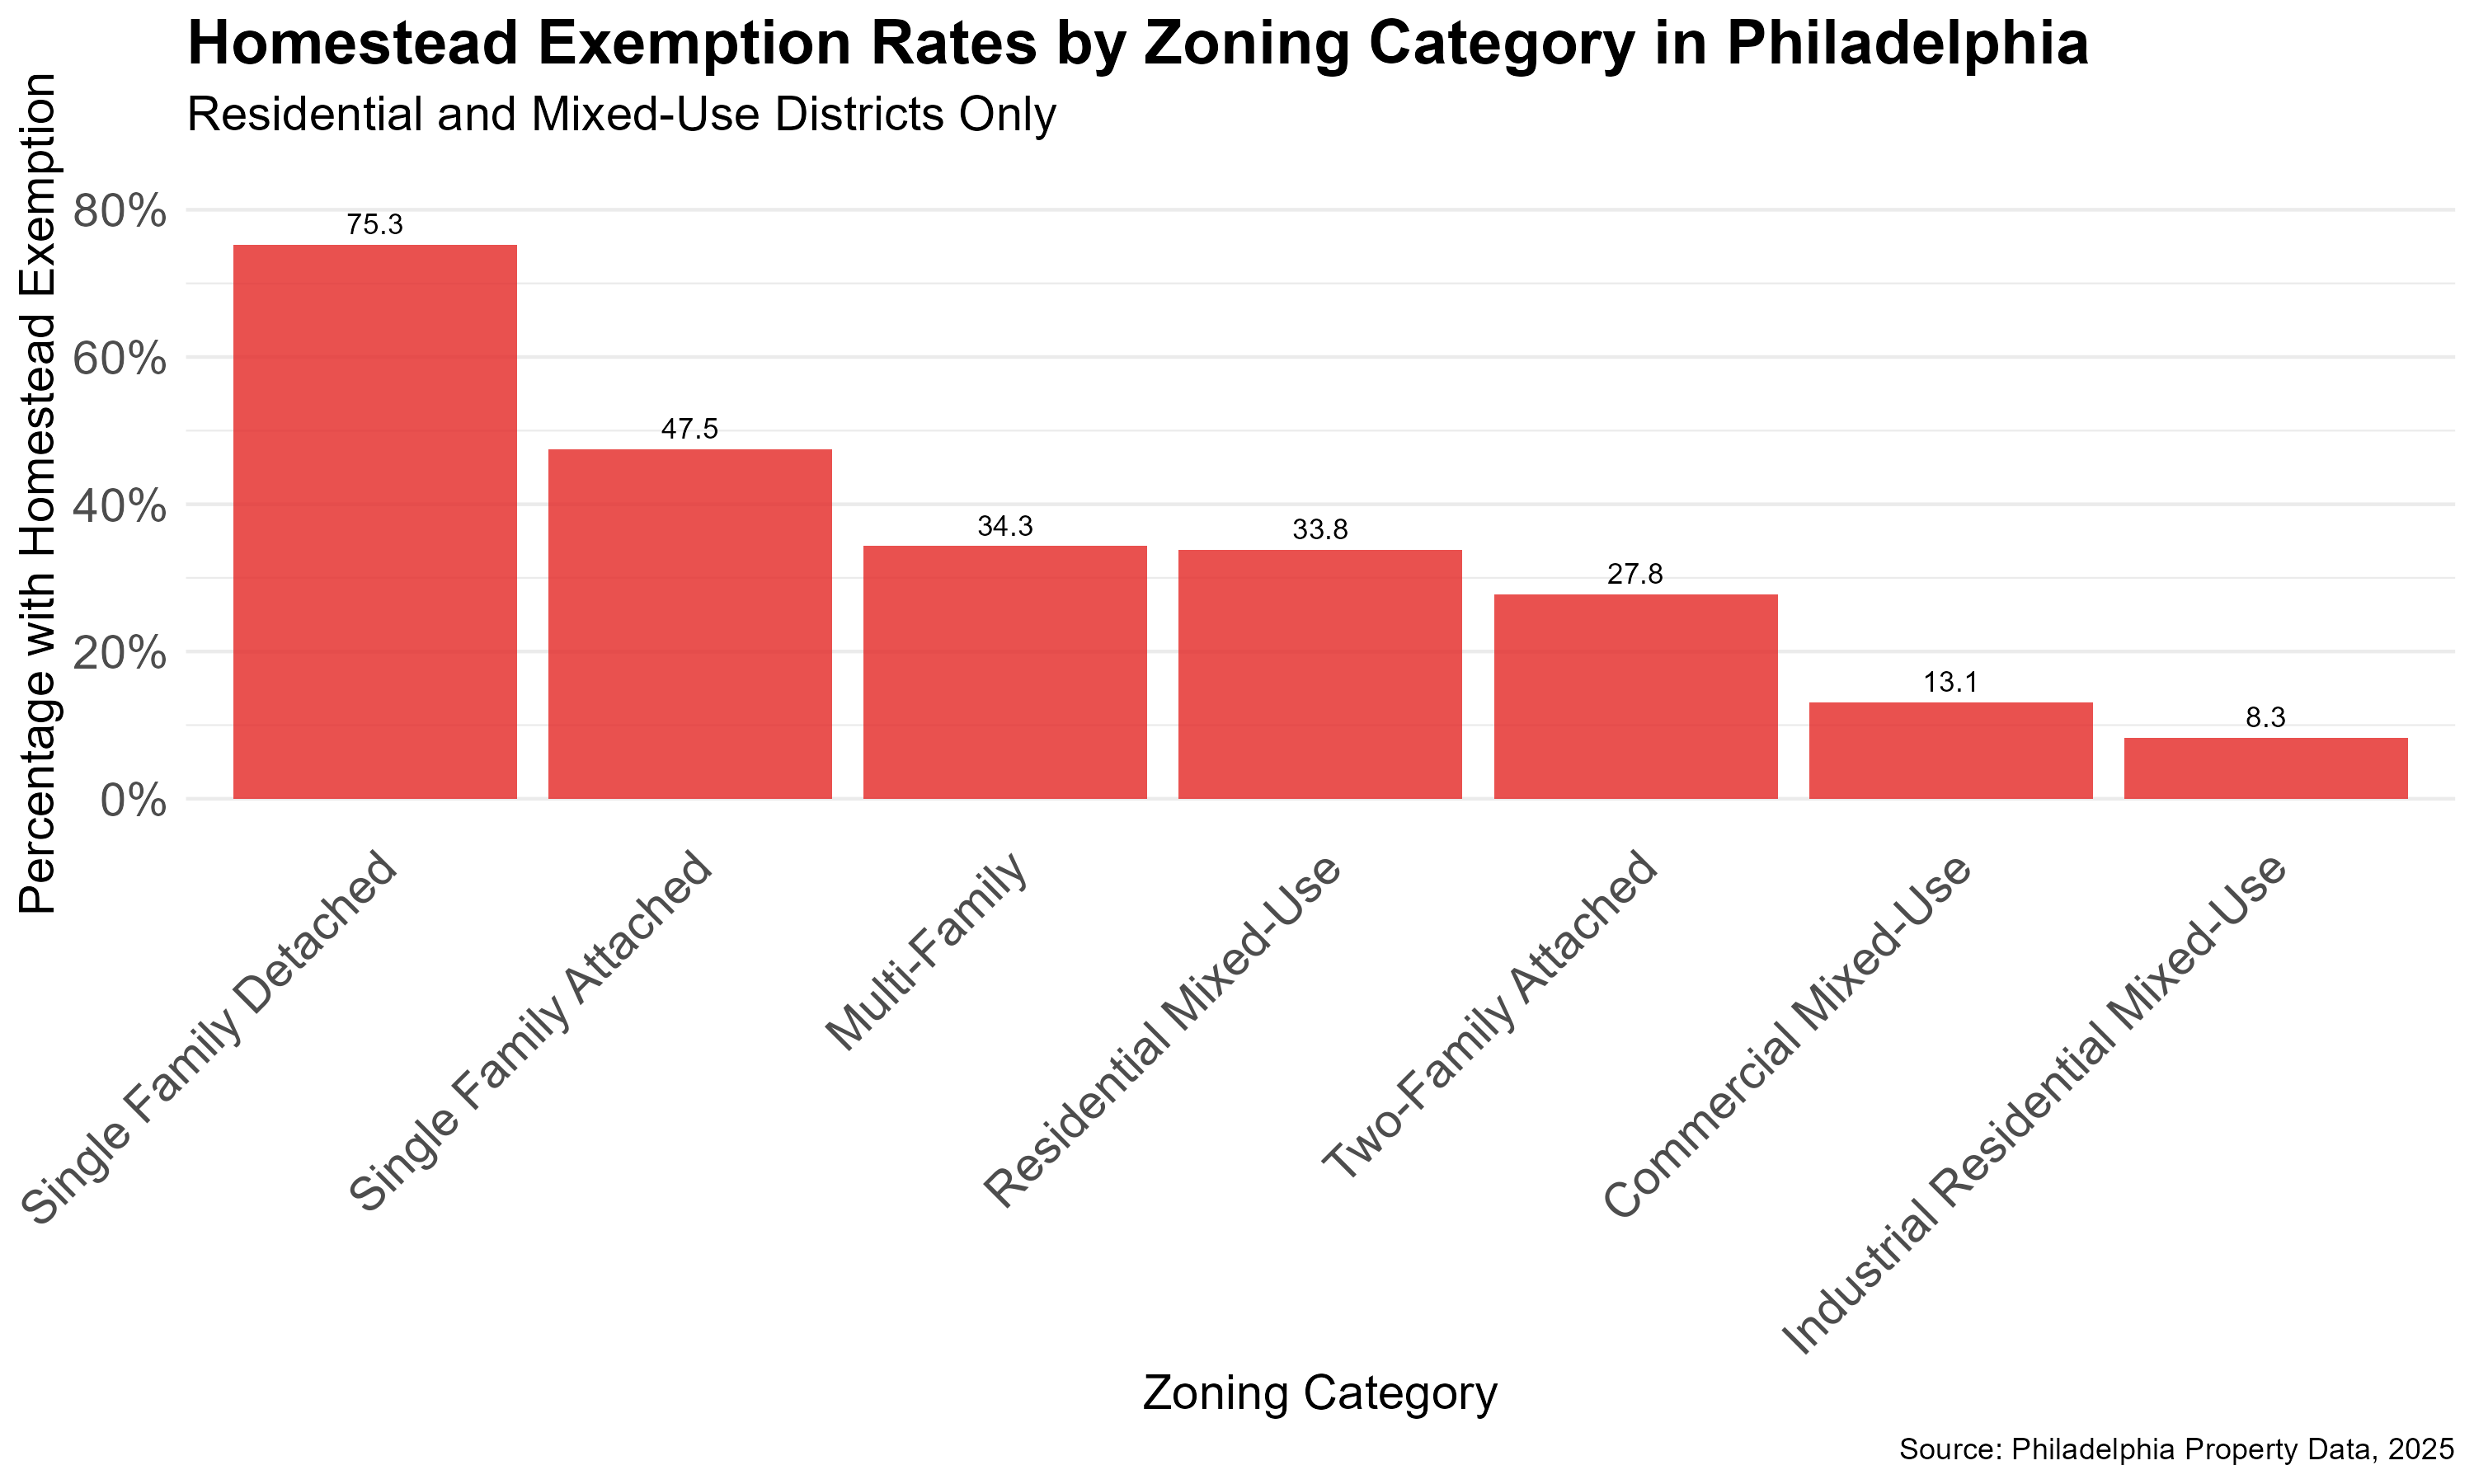 Homestead Exemption Rates by Zoning Category in Philadelphia
Residential and Mixed-Use Districts Only
Percentage with Homestead Exemption
80%
60%
40%
20%
0%
75.3
47.5
34.3
33.8
27.8
13.1
8.3
Single Family Detached
Single Family Attached
Multi-Family
Residential Mixed-Use
Two-Family Attached
Commercial Mixed-Use
Industrial Residential Mixed-Use
Zoning Category
Source: Philadelphia Property Data, 2025